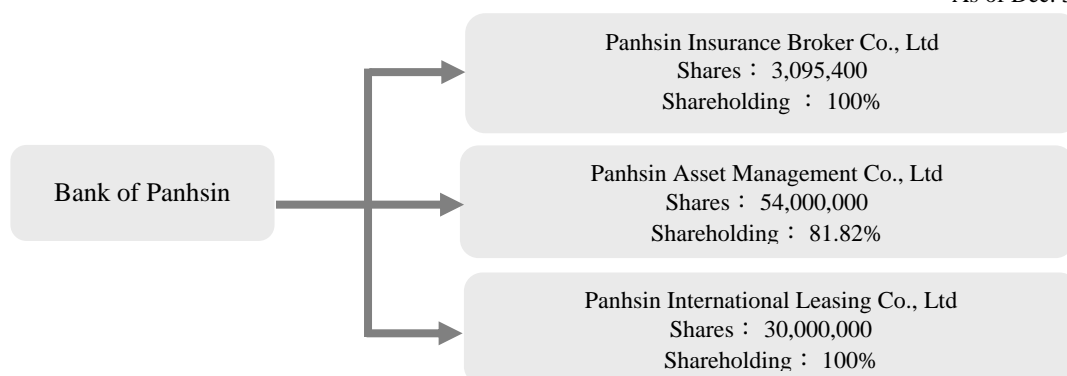 Panhsin Insurance Broker Co., Ltd
Shares： 3,095,400
Shareholding ： 100%
Bank of Panhsin
Panhsin Asset Management Co., Ltd
Shares： 54,000,000
Shareholding： 81.82%
Panhsin International Leasing Co., Ltd
Shares： 30,000,000
Shareholding： 100%